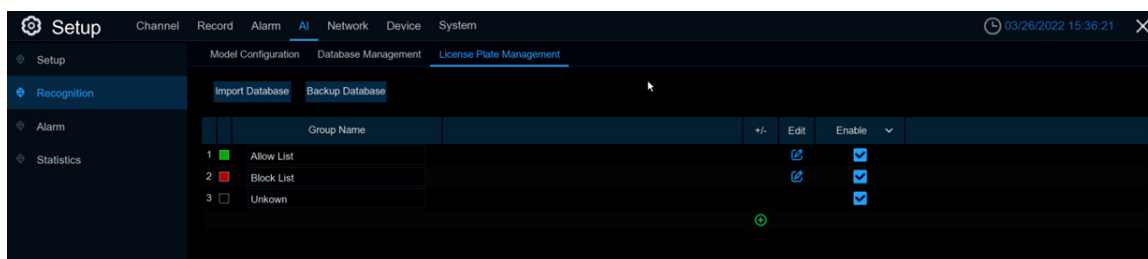 Setup Channel Record Alarm AI Network Device System 03/26/2022 15:36:21
Setup
Recognition
Alarm
Statistics
Model Configuration Database Management License Plate Management
Import Database Backup Database
Group Name +/- Edit Enable
1 Allow List
2 Block List
3 Unkown